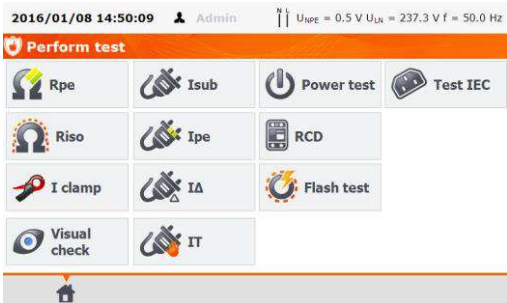 2016/01/08 14:50:09 Admin N L UNPE = 0.5 V ULN = 237.3 V f = 50.0 Hz
Perform test
Rpe Isub Power test Test IEC
Riso Ipe RCD
I clamp IΔ Flash test
Visual
check IT